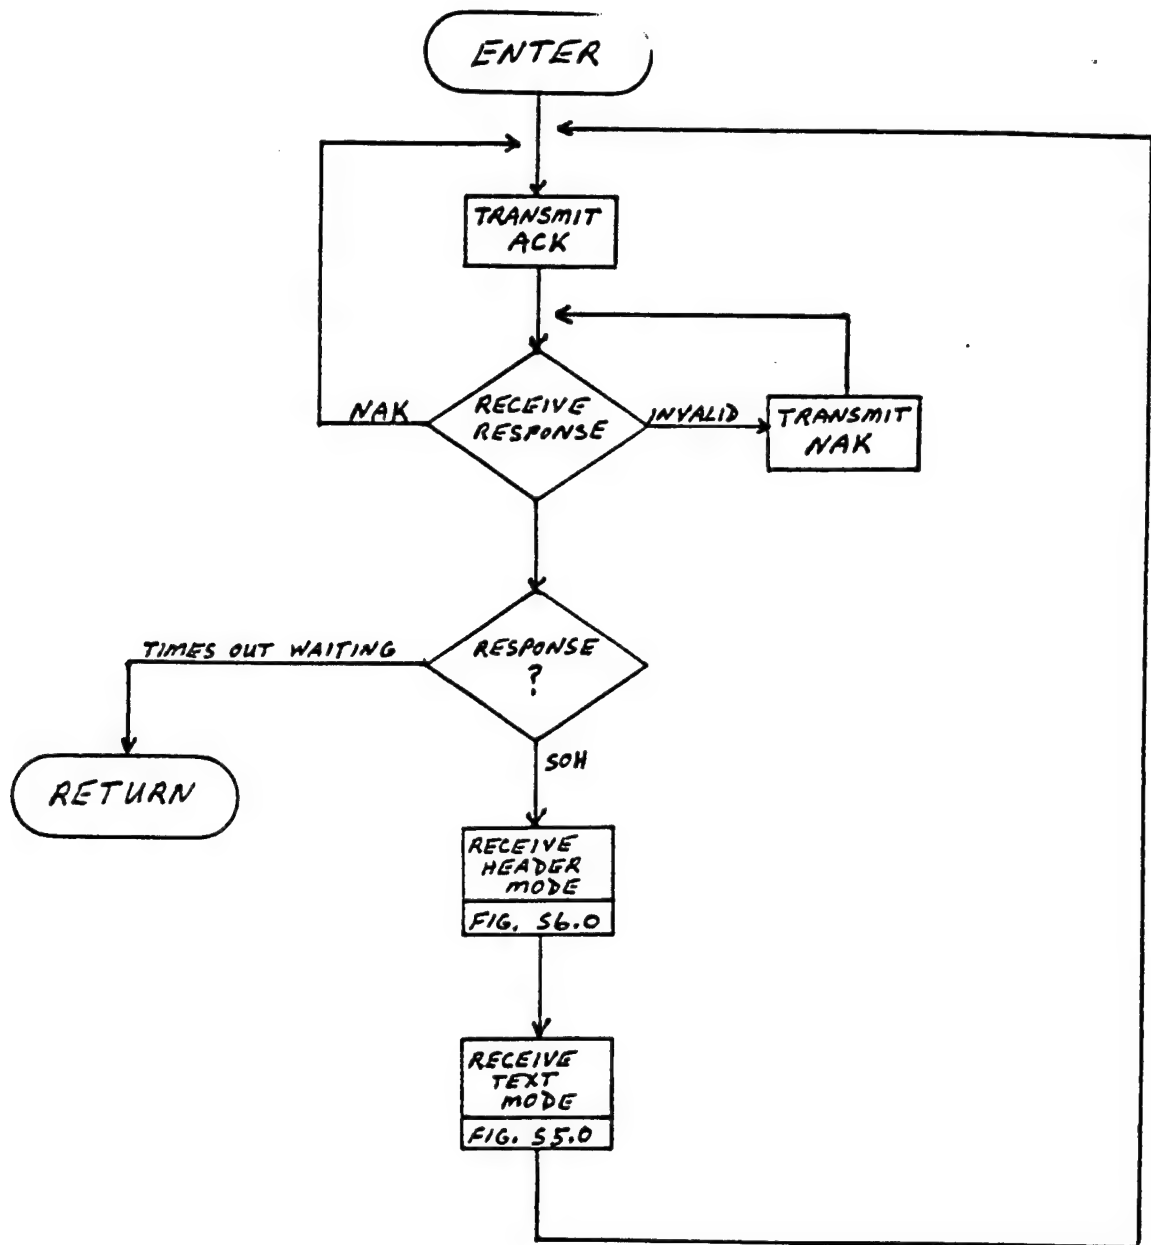 ENTER
TRANSMIT
ACK
NAK
RECEIVE
RESPONSE
INVALID
TRANSMIT
NAK
TIMES OUT WAITING
RESPONSE
?
RETURN
SOH
RECEIVE
HEADER
MODE
FIG. S6.0
RECEIVE
TEXT
MODE
FIG. S5.0